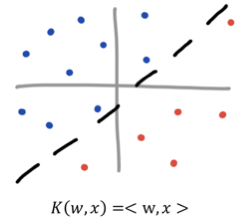 K(w, x) =< w, x >